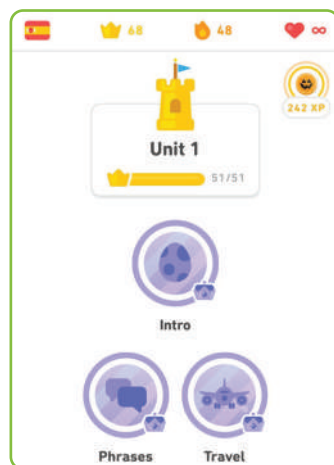 68 48 ∞
242 XP
Unit 1
51/51
Intro
Phrases Travel